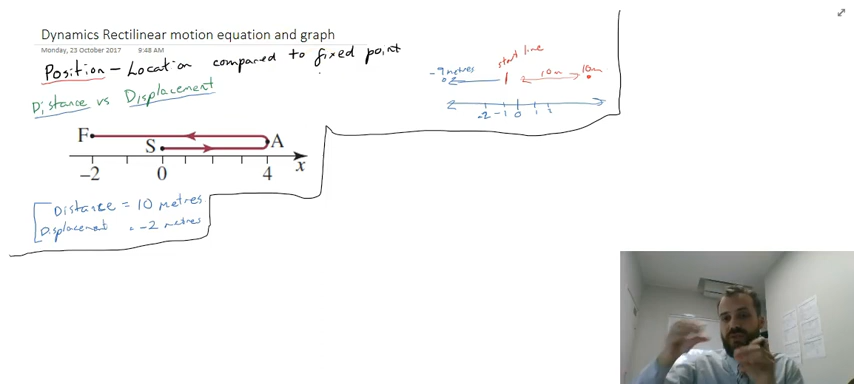 Dynamics Rectilinear motion equation and graph
Monday, 23 October 2017 9:48 AM
Position - Location compared to fixed point
Distance vs Displacement
F
S
A
-2 0 4 x
Distance = 10 metres.
Displacement = -2 metres
start line
-9 metres
10m
10m
-2 -1 0 1 2